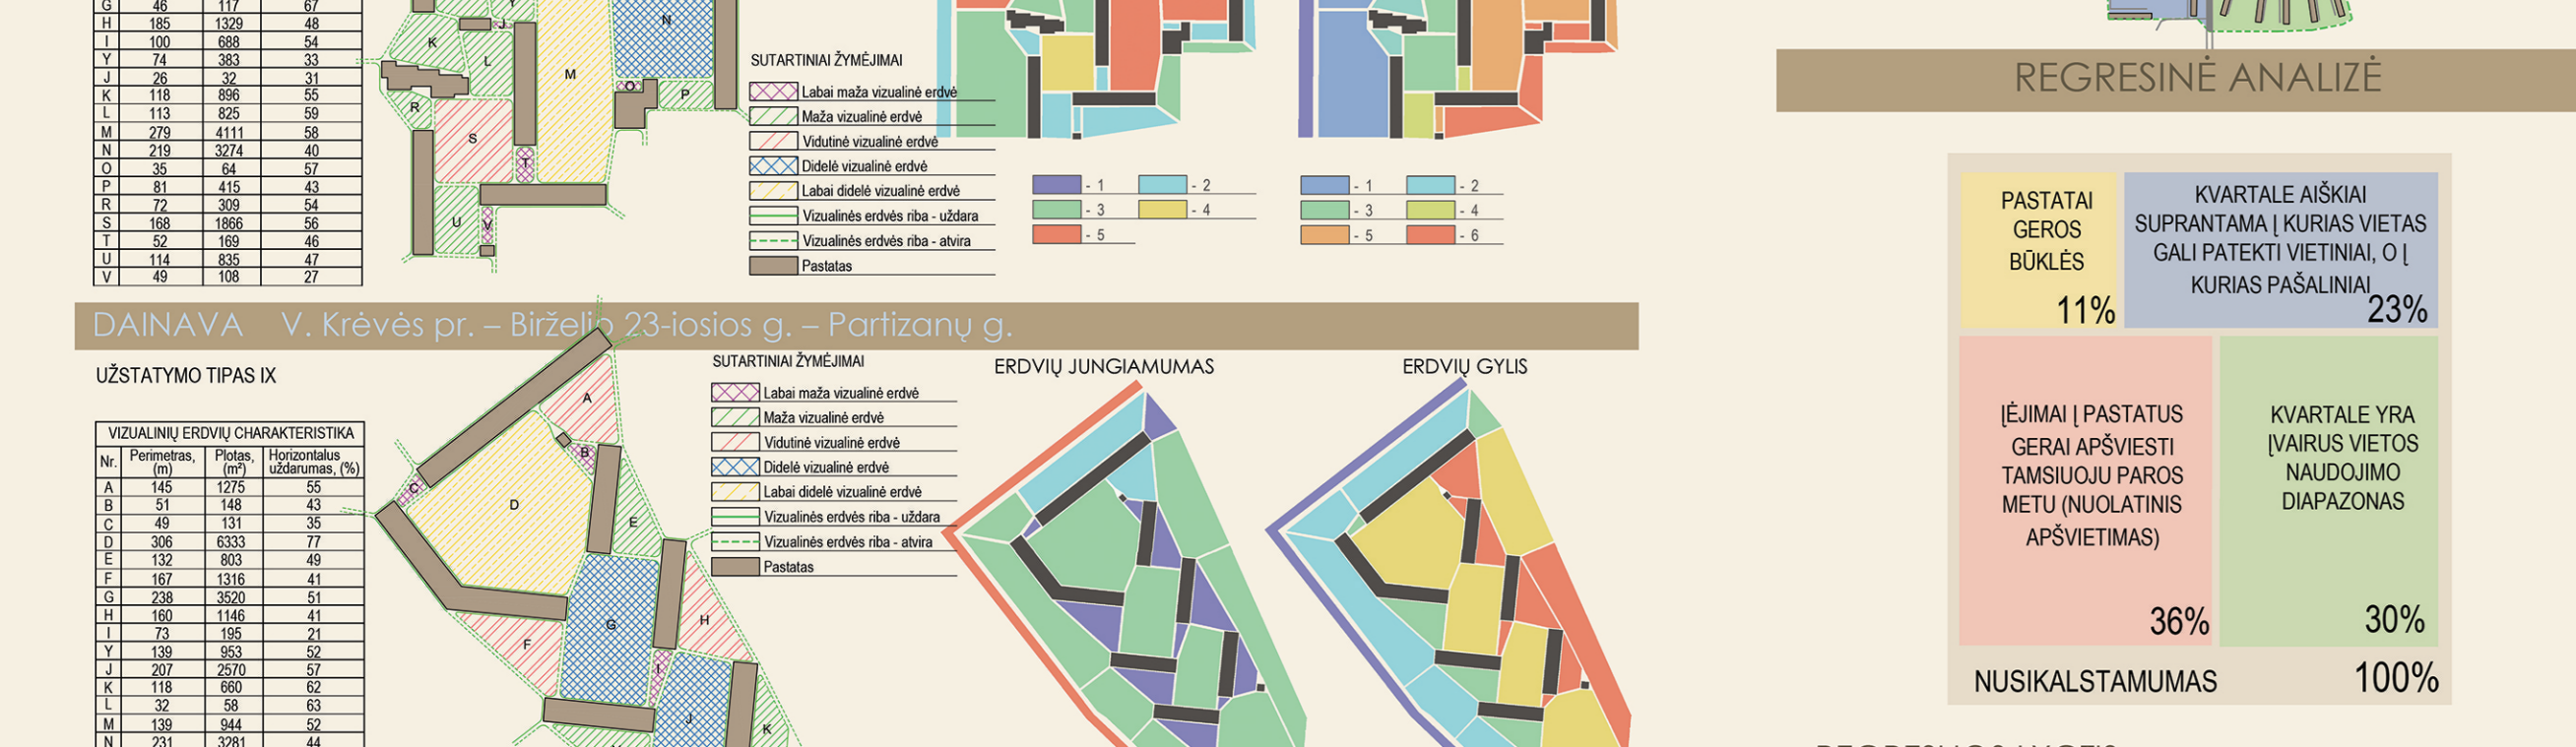 G 46 117 67
H 185 1329 48
I 100 688 54
Y 74 383 33
J 26 32 31
K 118 896 55
L 113 825 59
M 279 4111 58
N 219 3274 40
O 35 64 57
P 81 415 43
R 72 309 54
S 168 1866 56
T 52 169 46
U 114 835 47
V 49 108 27
Y
J
N
K
L
M
O
P
R
S
T
U
V
SUTARTINIAI ŽYMĖJIMAI
Labai maža vizualinė erdvė
Maža vizualinė erdvė
Vidutinė vizualinė erdvė
Didelė vizualinė erdvė
Labai didelė vizualinė erdvė
Vizualinės erdvės riba - uždara
Vizualinės erdvės riba - atvira
Pastatas
- 1 - 2
- 3 - 4
- 5
- 1 - 2
- 3 - 4
- 5 - 6
DAINAVA V. Krėvės pr. – Birželio 23-iosios g. – Partizanų g.
UŽSTATYMO TIPAS IX
VIZUALINIŲ ERDVIŲ CHARAKTERISTIKA
Nr. Perimetras, (m) Plotas, (m²) Horizontalus uždarumas, (%)
A 145 1275 55
B 51 148 43
C 49 131 35
D 306 6333 77
E 132 803 49
F 167 1316 41
G 238 3520 51
H 160 1146 41
I 73 195 21
Y 139 953 52
J 207 2570 57
K 118 660 62
L 32 58 63
M 139 944 52
N 231 3281 44
A
B
C
D
E
F
G
H
I
J
K
SUTARTINIAI ŽYMĖJIMAI
Labai maža vizualinė erdvė
Maža vizualinė erdvė
Vidutinė vizualinė erdvė
Didelė vizualinė erdvė
Labai didelė vizualinė erdvė
Vizualinės erdvės riba - uždara
Vizualinės erdvės riba - atvira
Pastatas
ERDVIŲ JUNGIAMUMAS
ERDVIŲ GYLIS
REGRESINĖ ANALIZĖ
PASTATAI
GEROS
BŪKLĖS
11%
KVARTALE AIŠKIAI
SUPRANTAMA Į KURIAS VIETAS
GALI PATEKTI VIETINIAI, O Į
KURIAS PAŠALINIAI
23%
ĮĖJIMAI Į PASTATUS
GERAI APŠVIESTI
TAMSIUOJU PAROS
METU (NUOLATINIS
APŠVIETIMAS)
36%
KVARTALE YRA
ĮVAIRUS VIETOS
NAUDOJIMO
DIAPAZONAS
30%
NUSIKALSTAMUMAS 100%